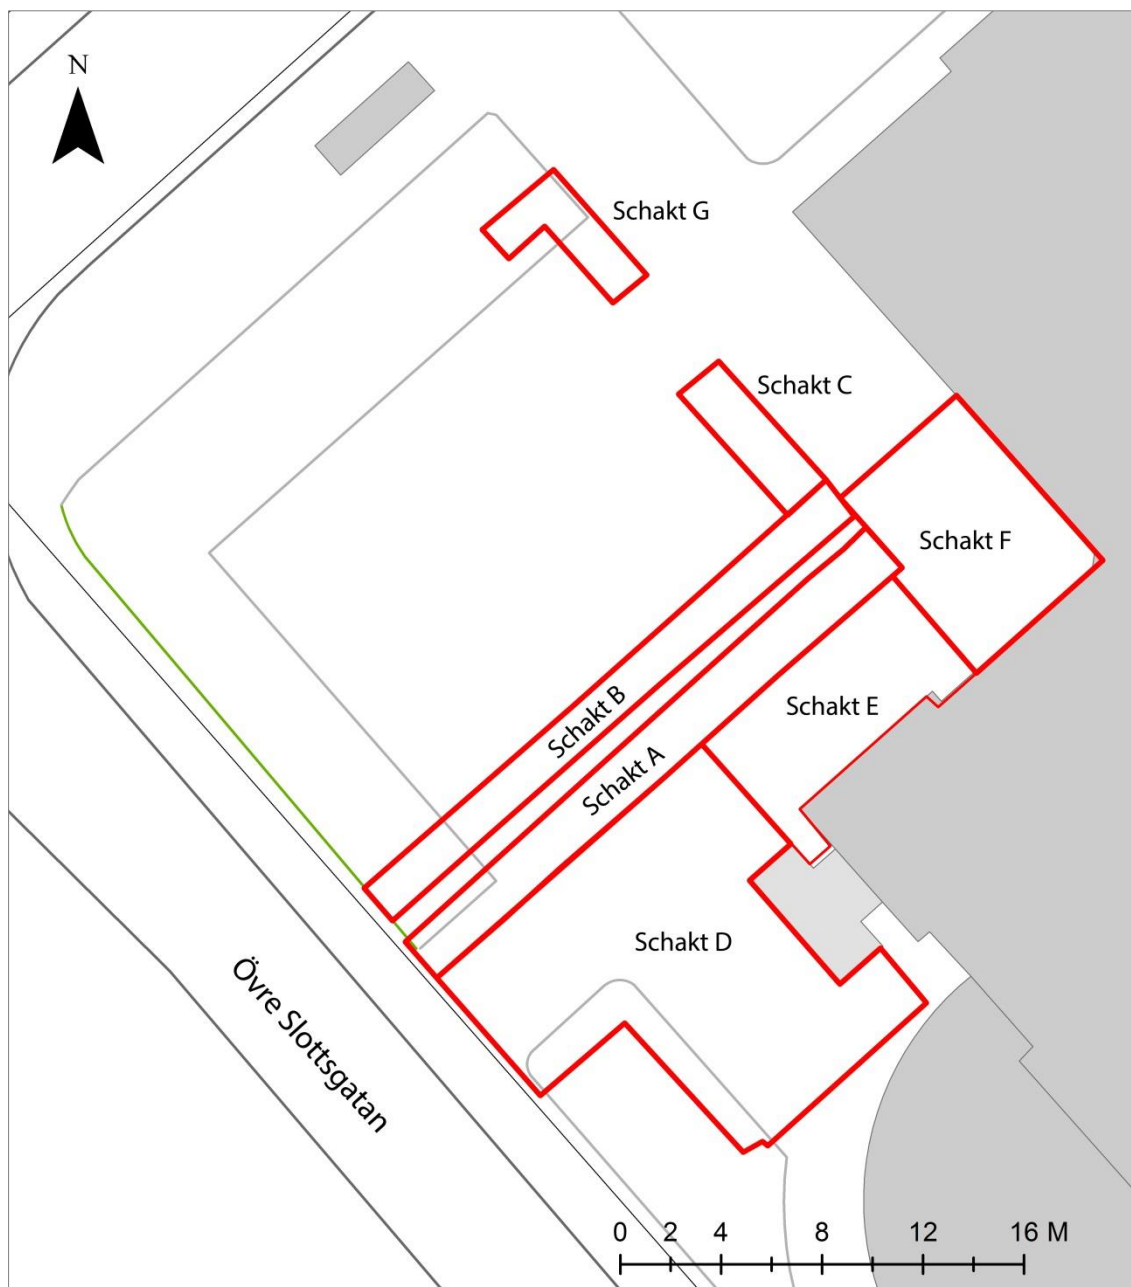 N
Schakt G
Schakt C
Schakt F
Schakt B
Schakt E
Schakt A
Schakt D
Övre Slottsgatan
0 2 4 8 12 16 M